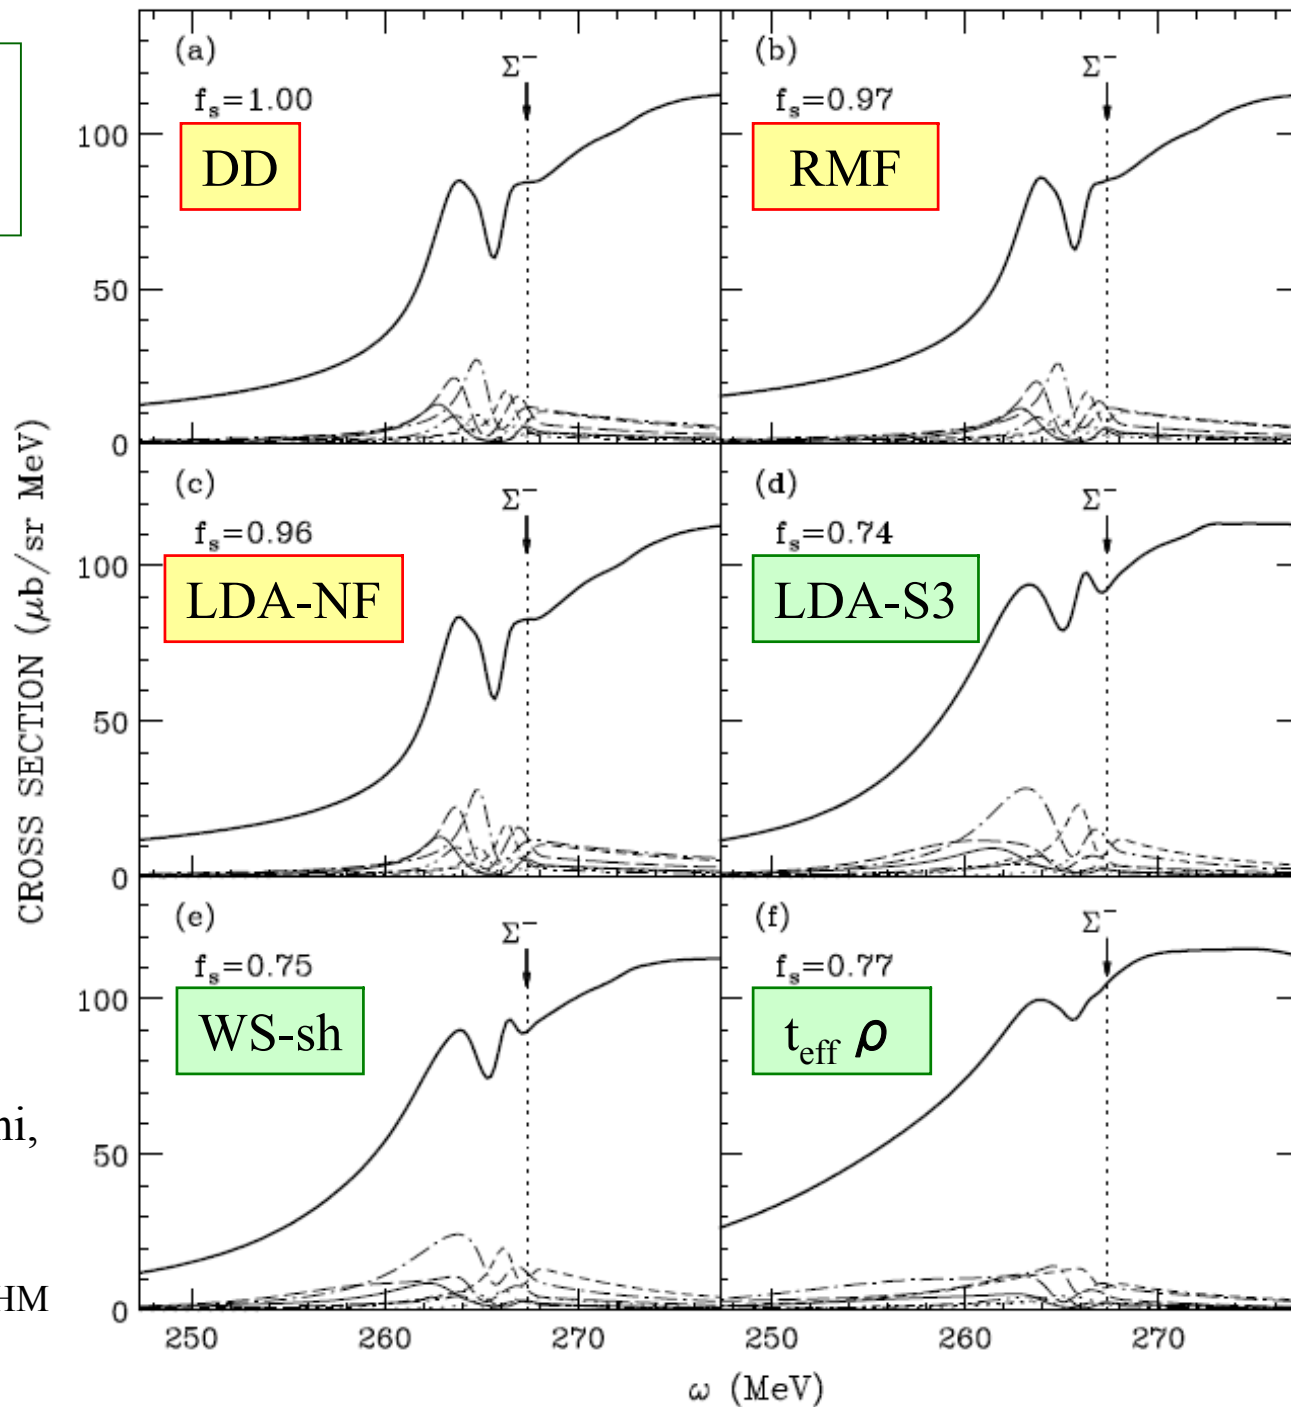 (a)
Σ⁻
f_s=1.00
DD
(b)
Σ⁻
f_s=0.97
RMF
100
50
0
(c)
Σ⁻
f_s=0.96
LDA-NF
(d)
Σ⁻
f_s=0.74
LDA-S3
100
50
0
(e)
Σ⁻
f_s=0.75
WS-sh
(f)
Σ⁻
f_s=0.77
t_eff ρ
100
50
0
250 260 270 250 260 270
ω (MeV)
CROSS SECTION (μb/sr MeV)
ni,
HM